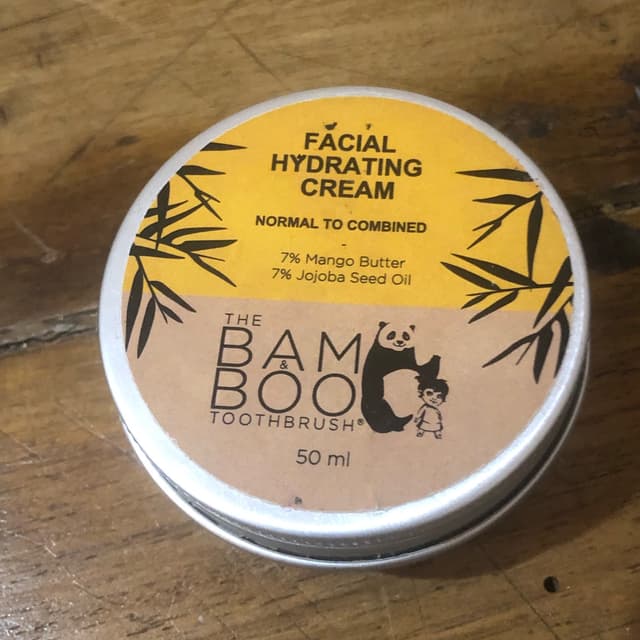 FACIAL
HYDRATING
CREAM
NORMAL TO COMBINED
-
7% Mango Butter
7% Jojoba Seed Oil
THE
BAM
&
BOO
TOOTHBRUSH®
50 ml